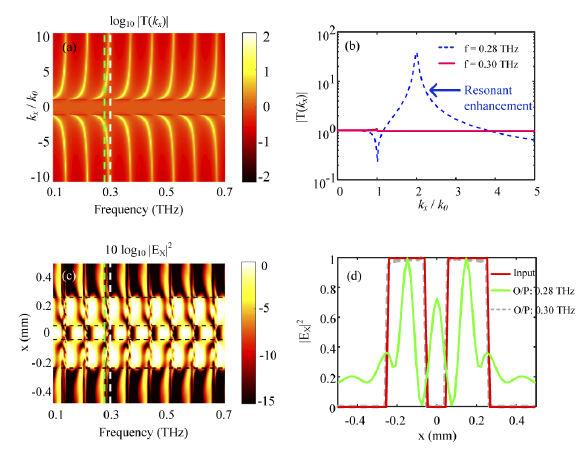 log10 |T(kx)|
(a)
10
5
0
-5
-10
kx / k0
0.1
0.3
0.5
0.7
Frequency (THz)
2
1
0
-1
-2
(b)
f = 0.28 THz
f = 0.30 THz
Resonant
enhancement
|T(kx)|
10^2
10^1
10^0
10^-1
0
1
2
3
4
5
kx / k0
10 log10 |EX|^2
(c)
0.4
0.2
0
-0.2
-0.4
x (mm)
0.1
0.3
0.5
0.7
Frequency (THz)
0
-5
-10
-15
(d)
Input
O/P: 0.28 THz
O/P: 0.30 THz
|EX|^2
1
0.8
0.6
0.4
0.2
0
-0.4
-0.2
0
0.2
0.4
x (mm)